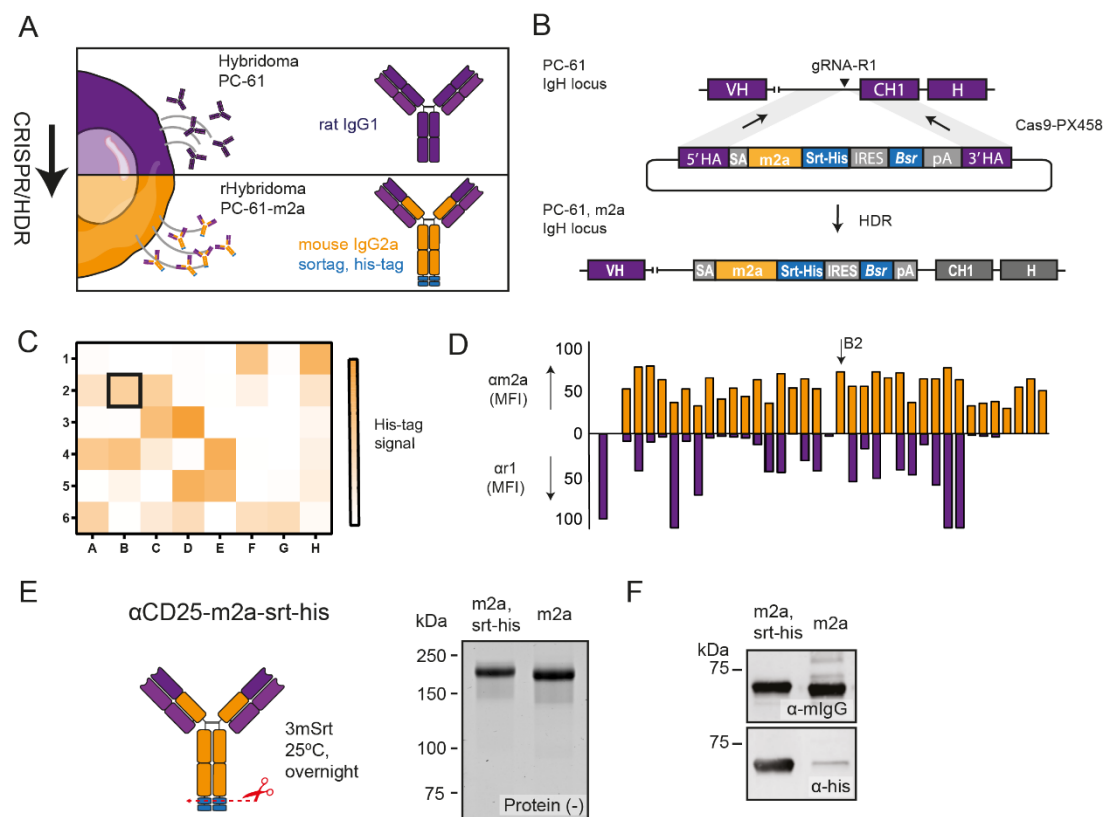 A
CRISPR/HDR
Hybridoma
PC-61
rat IgG1
rHybridoma
PC-61-m2a
mouse IgG2a
sortag, his-tag
B
PC-61
IgH locus
gRNA-R1
VH
CH1
H
Cas9-PX458
5'HA
SA
m2a
Srt-His
IRES
Bsr
pA
3'HA
PC-61, m2a
IgH locus
HDR
VH
SA
m2a
Srt-His
IRES
Bsr
pA
CH1
H
C
1
2
3
4
5
6
A B C D E F G H
His-tag
signal
D
αm2a
(MFI)
αr1
(MFI)
100
50
0
50
100
B2
E
αCD25-m2a-srt-his
3mSrt
25ºC,
overnight
kDa
m2a,
srt-his
m2a
250
150
100
75
Protein (-)
F
m2a,
srt-his
m2a
kDa
75
α-mIgG
75
α-his